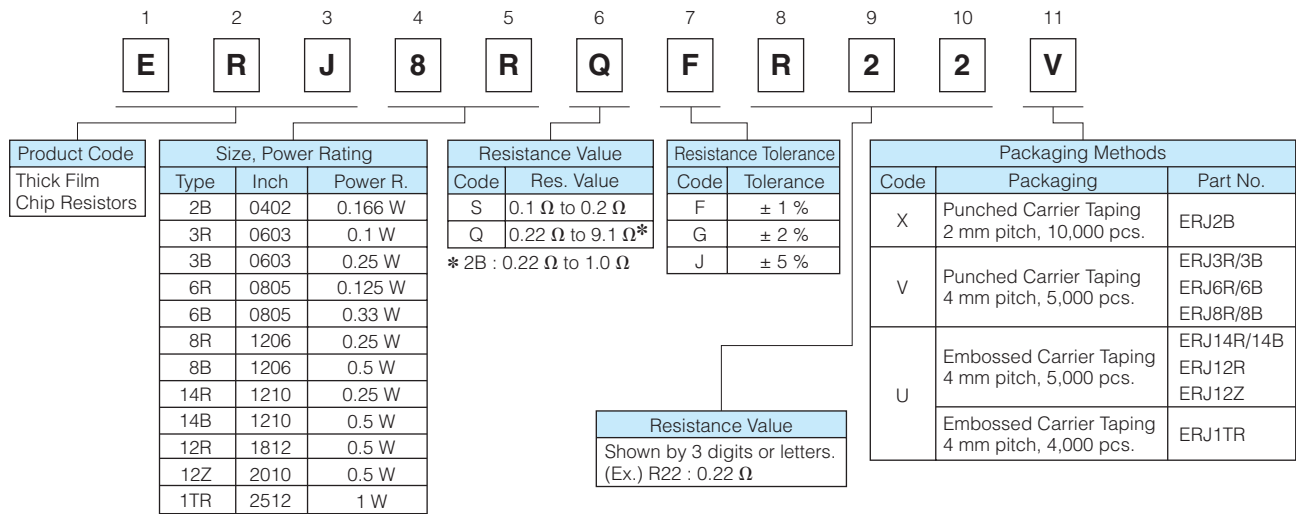 1 2 3 4 5 6 7 8 9 10 11
E R J 8 R Q F R 2 2 V
Product Code
Thick Film
Chip Resistors
Size, Power Rating
Type Inch Power R.
2B 0402 0.166 W
3R 0603 0.1 W
3B 0603 0.25 W
6R 0805 0.125 W
6B 0805 0.33 W
8R 1206 0.25 W
8B 1206 0.5 W
14R 1210 0.25 W
14B 1210 0.5 W
12R 1812 0.5 W
12Z 2010 0.5 W
1TR 2512 1 W
Resistance Value
Code Res. Value
S 0.1 Ω to 0.2 Ω
Q 0.22 Ω to 9.1 Ω*
* 2B : 0.22 Ω to 1.0 Ω
Resistance Tolerance
Code Tolerance
F ± 1 %
G ± 2 %
J ± 5 %
Resistance Value
Shown by 3 digits or letters.
(Ex.) R22 : 0.22 Ω
Packaging Methods
Code Packaging Part No.
X Punched Carrier Taping
2 mm pitch, 10,000 pcs. ERJ2B
V Punched Carrier Taping
4 mm pitch, 5,000 pcs.
ERJ3R/3B
ERJ6R/6B
ERJ8R/8B
U Embossed Carrier Taping
4 mm pitch, 5,000 pcs.
ERJ14R/14B
ERJ12R
ERJ12Z
Embossed Carrier Taping
4 mm pitch, 4,000 pcs. ERJ1TR